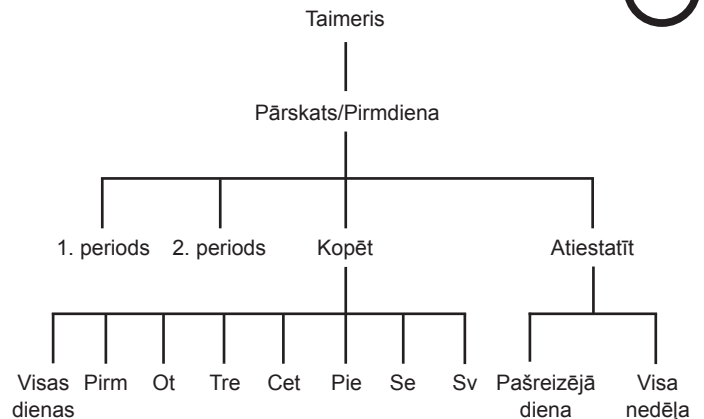 Taimeris
Pārskats/Pirmdiena
1. periods 2. periods Kopēt Atiestatīt
Visas Pirm Ot Tre Cet Pie Se Sv Pašreizējā Visa
dienas diena nedēļa